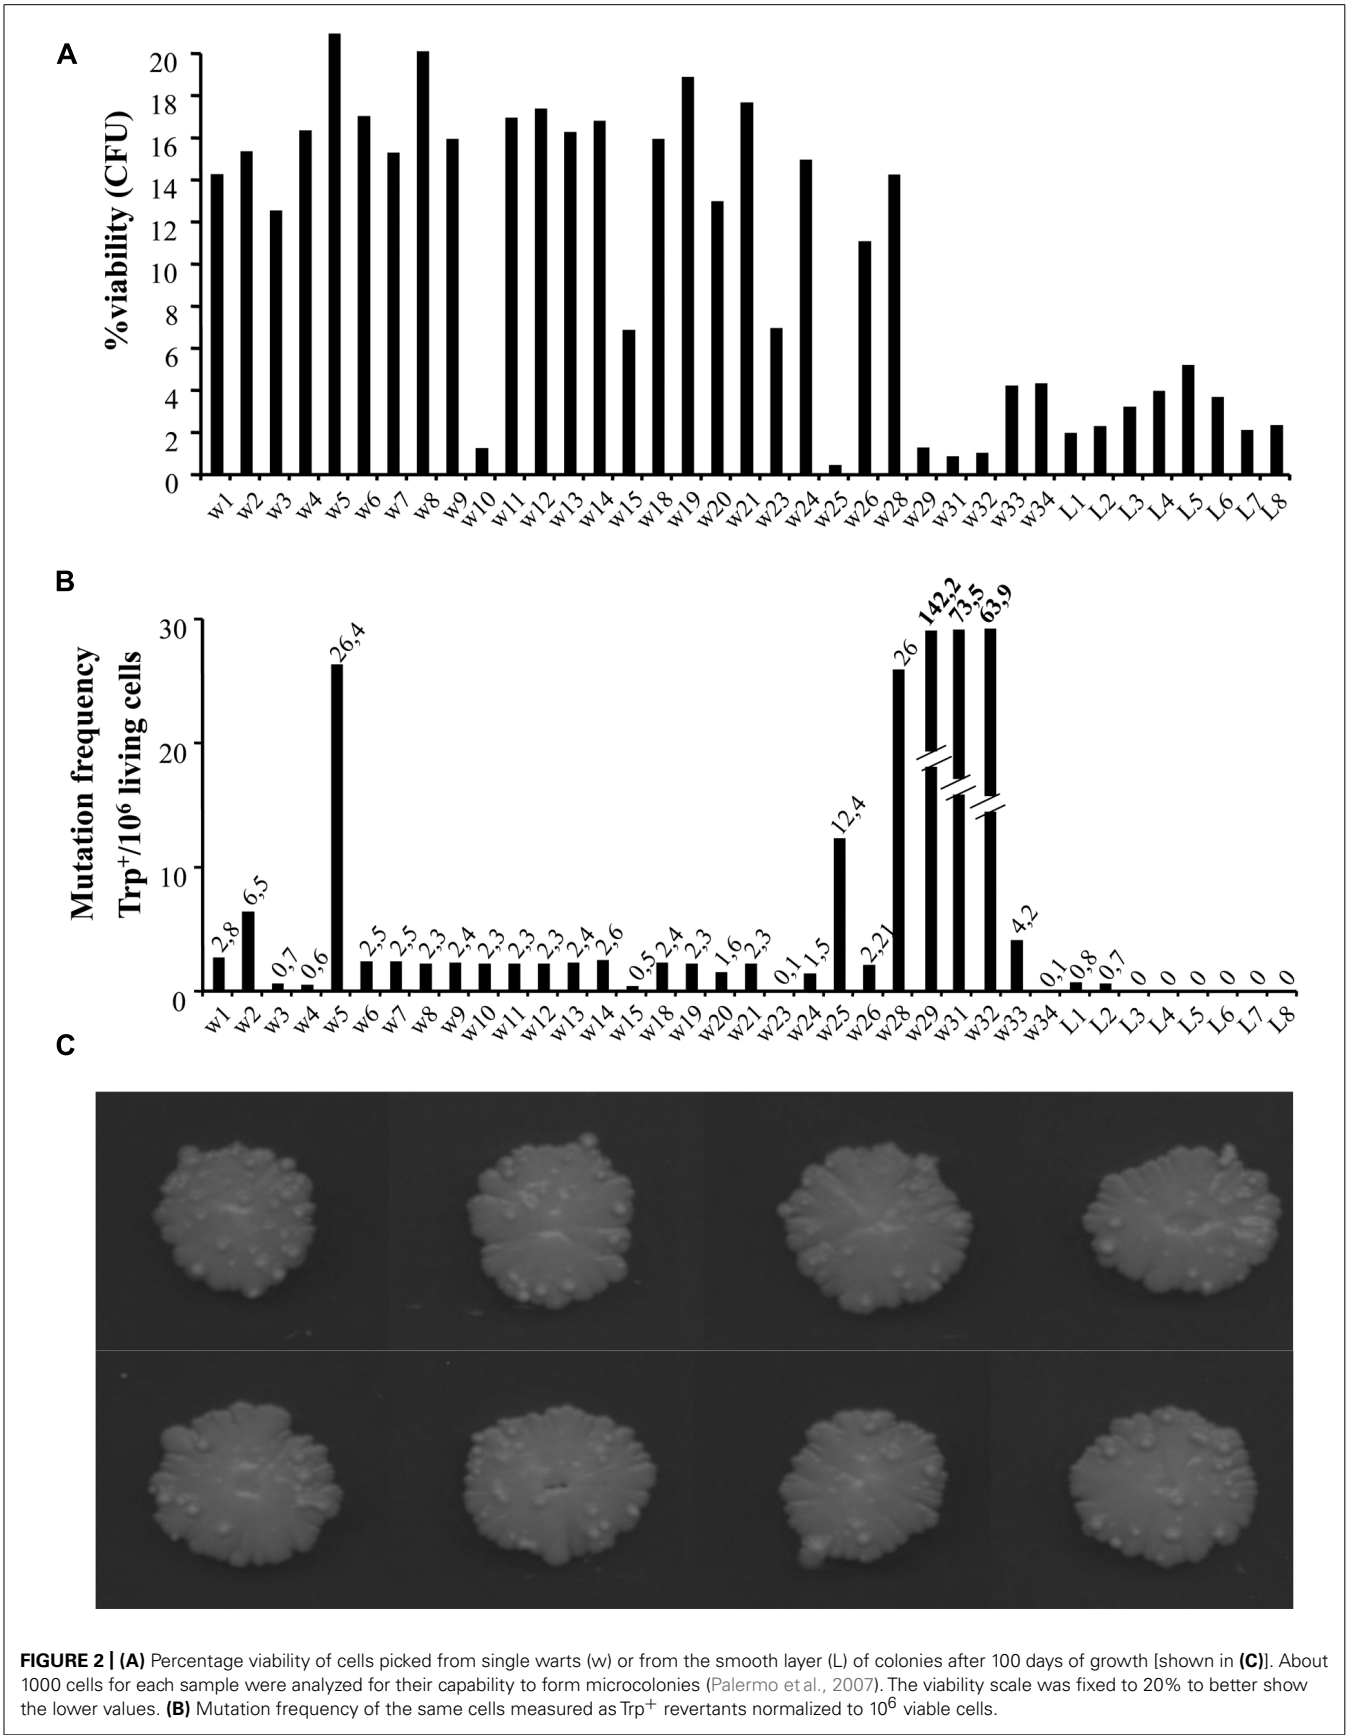 A
%viability (CFU)
20
18
16
14
12
10
8
6
4
2
0
w1 w2 w3 w4 w5 w6 w7 w8 w9 w10 w11 w12 w13 w14 w15 w18 w19 w20 w21 w23 w24 w25 w26 w28 w29 w31 w32 w33 w34 L1 L2 L3 L4 L5 L6 L7 L8
B
Mutation frequency
Trp⁺/10⁶ living cells
30
20
10
0
2,8 6,5 0,7 0,6 26,4 2,5 2,5 2,3 2,4 2,3 2,3 2,3 2,4 2,6 0,5 2,4 2,3 1,6 2,3 0,1 1,5 12,4 2,21 26 142,2 73,5 63,9 4,2 0,1 0,8 0,7 0 0 0 0 0 0
w1 w2 w3 w4 w5 w6 w7 w8 w9 w10 w11 w12 w13 w14 w15 w18 w19 w20 w21 w23 w24 w25 w26 w28 w29 w31 w32 w33 w34 L1 L2 L3 L4 L5 L6 L7 L8
C
FIGURE 2 | (A) Percentage viability of cells picked from single warts (w) or from the smooth layer (L) of colonies after 100 days of growth [shown in (C)]. About
1000 cells for each sample were analyzed for their capability to form microcolonies (Palermo et al., 2007). The viability scale was fixed to 20% to better show
the lower values. (B) Mutation frequency of the same cells measured as Trp⁺ revertants normalized to 10⁶ viable cells.